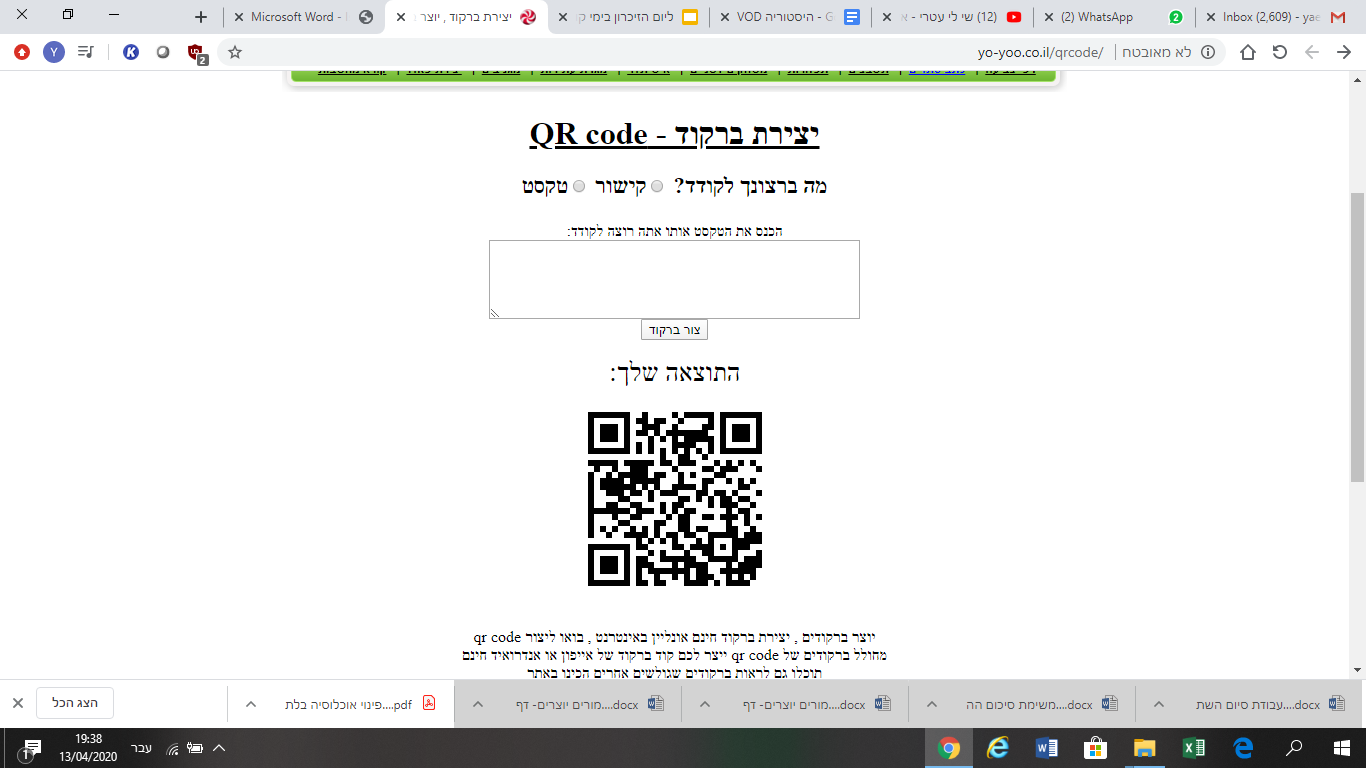 Inbox (2,609) - yae
(2) WhatsApp
(12) שי לי עטרי - א
היסטוריה VOD - G
ליום הזיכרון בימי קו
יצירת ברקוד , יוצר
Microsoft Word -
yo-yoo.co.il/qrcode/
לא מאובטח
Y
K
2
יצירת ברקוד - QR code
מה ברצונך לקודד? קישור טקסט
הכנס את הטקסט אותו אתה רוצה לקודד:
צור ברקוד
התוצאה שלך:
יוצר ברקודים , יצירת ברקוד חינם אונליין באינטרנט , בואו ליצור qr code
מחולל ברקודים של qr code ייצר לכם קוד ברקוד של אייפון או אנדרואיד חינם
תוכלו גם לראות ברקודים שגולשים אחרים הכינו באתר
עבודת סיום השת....docx
משימת סיכום הה....docx
מורים יוצרים- דף....docx
מורים יוצרים- דף....docx
פינוי אוכלוסיה בלת....pdf
הצג הכל
עבר
19:38
13/04/2020
1